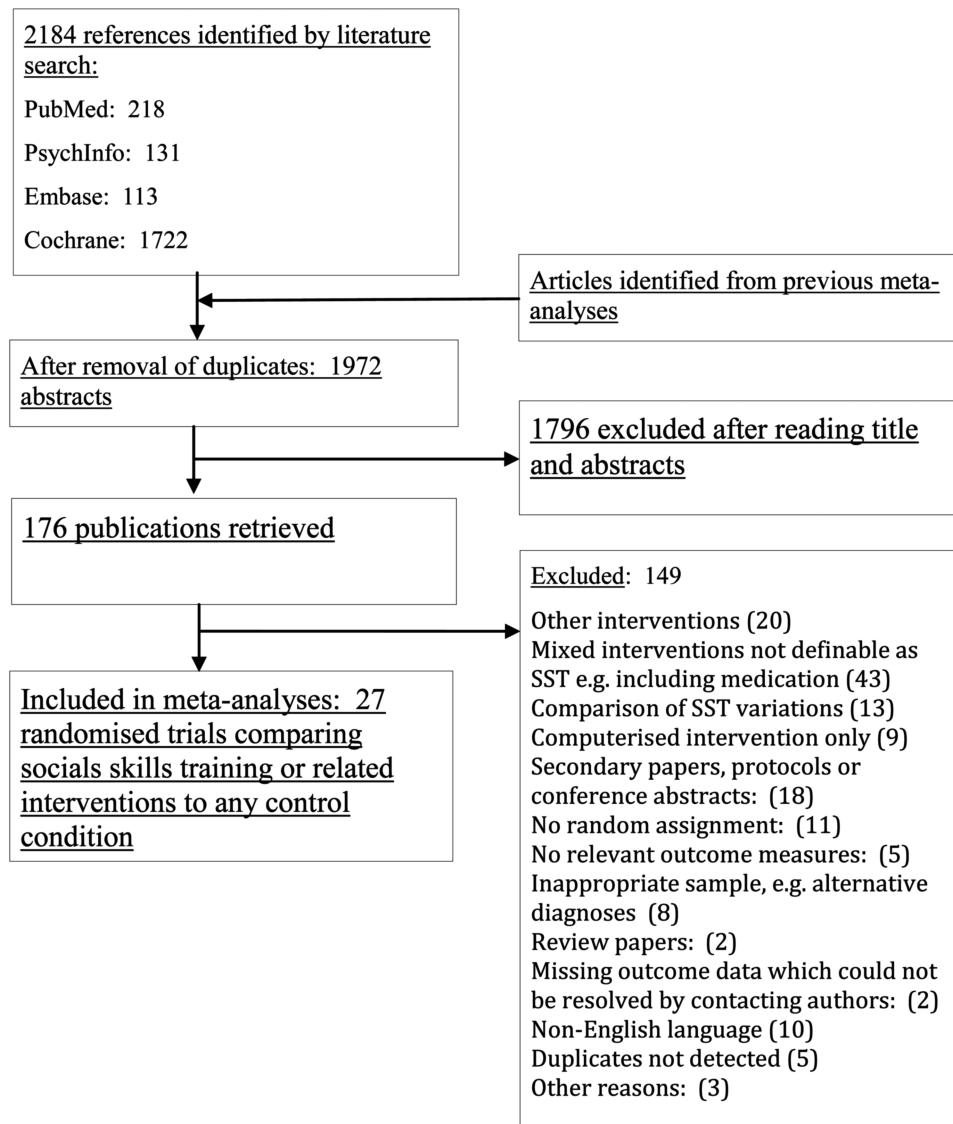 2184 references identified by literature
search:
PubMed: 218
PsychInfo: 131
Embase: 113
Cochrane: 1722
Articles identified from previous meta-
analyses
After removal of duplicates: 1972
abstracts
1796 excluded after reading title
and abstracts
176 publications retrieved
Excluded: 149
Other interventions (20)
Mixed interventions not definable as
SST e.g. including medication (43)
Comparison of SST variations (13)
Computerised intervention only (9)
Secondary papers, protocols or
conference abstracts: (18)
No random assignment: (11)
No relevant outcome measures: (5)
Inappropriate sample, e.g. alternative
diagnoses (8)
Review papers: (2)
Missing outcome data which could not
be resolved by contacting authors: (2)
Non-English language (10)
Duplicates not detected (5)
Other reasons: (3)
Included in meta-analyses: 27
randomised trials comparing
socials skills training or related
interventions to any control
condition